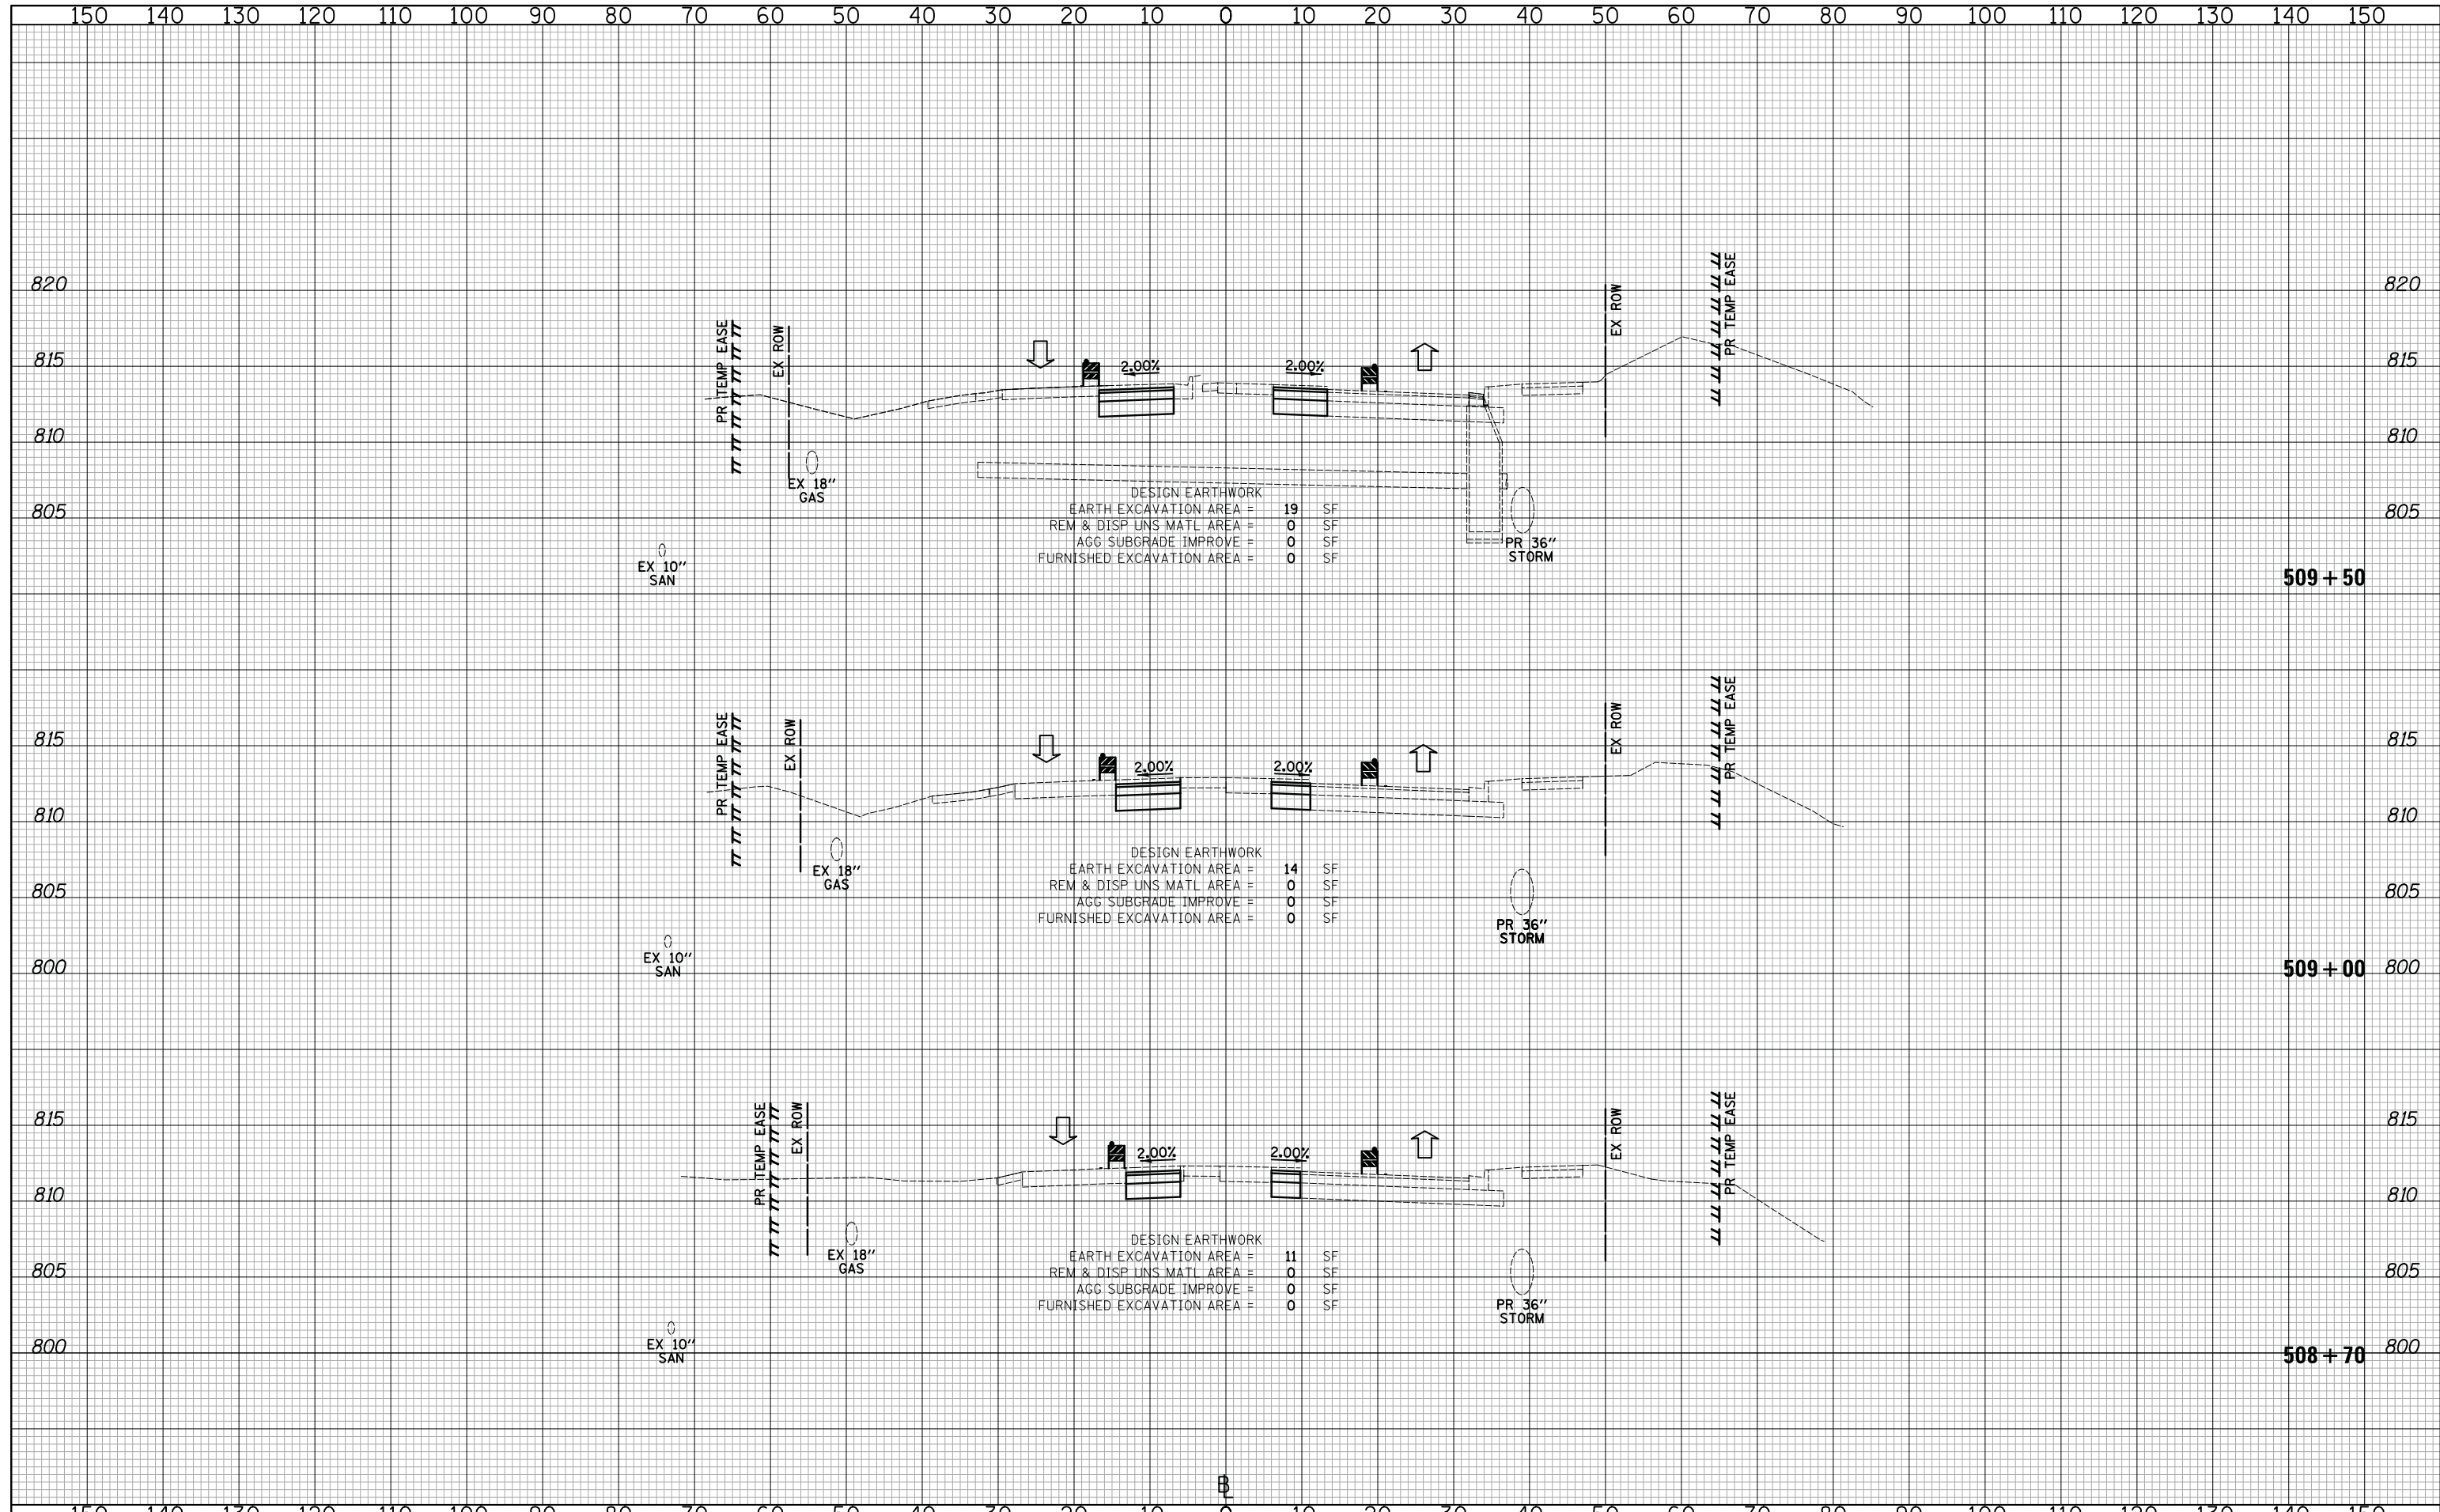 150 140 130 120 110 100 90 80 70 60 50 40 30 20 10 0 10 20 30 40 50 60 70 80 90 100 110 120 130 140 150
820 820
PR TEMP EASE
EX ROW
815 2.00% 2.00% 815
EX ROW
PR TEMP EASE
810 810
EX 18"
GAS
DESIGN EARTHWORK
805 EARTH EXCAVATION AREA = 19 SF 805
REM & DISP UNS MATL AREA = 0 SF
AGG SUBGRADE IMPROVE = 0 SF
FURNISHED EXCAVATION AREA = 0 SF
PR 36"
STORM
EX 10"
SAN
509+50
PR TEMP EASE
EX ROW
815 2.00% 2.00% 815
EX ROW
PR TEMP EASE
810 810
DESIGN EARTHWORK
EX 18"
GAS
EARTH EXCAVATION AREA = 14 SF
805 REM & DISP UNS MATL AREA = 0 SF 805
AGG SUBGRADE IMPROVE = 0 SF
FURNISHED EXCAVATION AREA = 0 SF
PR 36"
STORM
EX 10"
SAN
800 509+00 800
PR TEMP EASE
EX ROW
815 2.00% 2.00% 815
EX ROW
PR TEMP EASE
810 810
DESIGN EARTHWORK
EX 18"
GAS
EARTH EXCAVATION AREA = 11 SF
805 REM & DISP UNS MATL AREA = 0 SF 805
AGG SUBGRADE IMPROVE = 0 SF
FURNISHED EXCAVATION AREA = 0 SF
PR 36"
STORM
EX 10"
SAN
800 508+70 800
BL
150 140 130 120 110 100 90 80 70 60 50 40 30 20 10 0 10 20 30 40 50 60 70 80 90 100 110 120 130 140 150